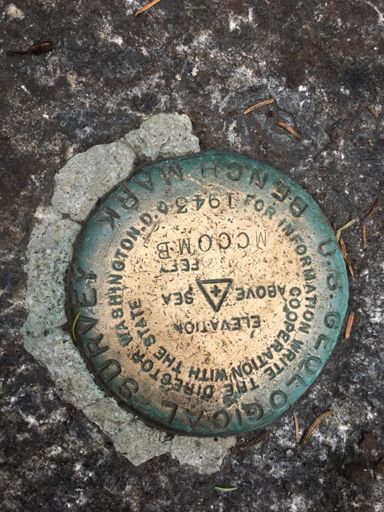 U.S. GEOLOGICAL SURVEY
BENCH MARK
FOR INFORMATION WRITE THE DIRECTOR WASHINGTON, D.C.
COOPERATION WITH THE STATE
ELEVATION
ABOVE SEA
FEET
MCCOMB
1943